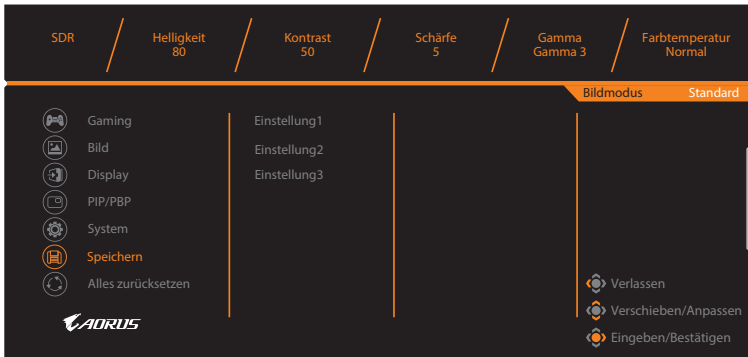 SDR
Helligkeit
80
Kontrast
50
Schärfe
5
Gamma
Gamma 3
Farbtemperatur
Normal
Bildmodus Standard
Gaming
Bild
Display
PIP/PBP
System
Speichern
Alles zurücksetzen
Einstellung1
Einstellung2
Einstellung3
Verlassen
Verschieben/Anpassen
Eingeben/Bestätigen
AORUS